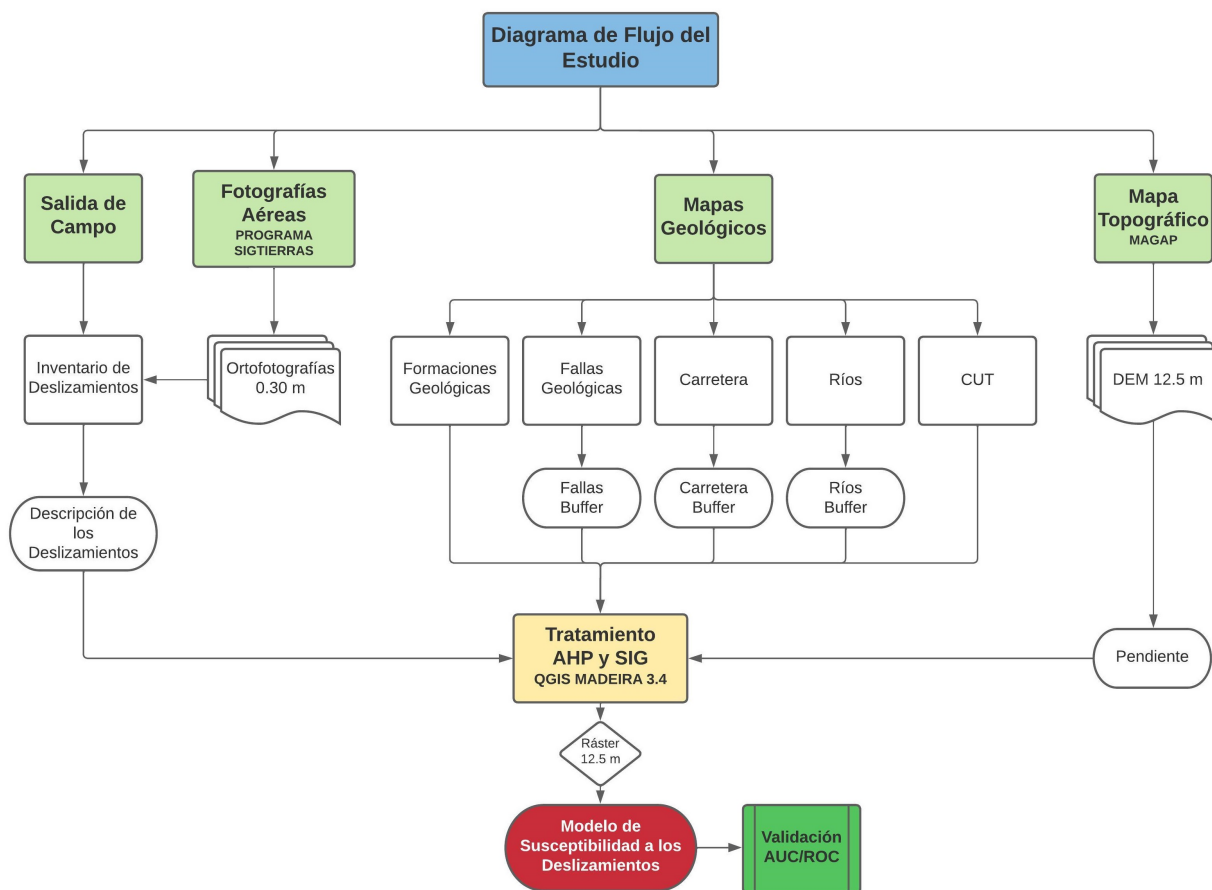 Diagrama de Flujo del
Estudio
Salida de
Campo
Fotografías
Aéreas
PROGRAMA
SIGTIERRAS
Mapas
Geológicos
Mapa
Topográfico
MAGAP
Inventario de
Deslizamientos
Ortofotografías
0.30 m
Formaciones
Geológicas
Fallas
Geológicas
Carretera
Ríos
CUT
DEM 12.5 m
Descripción de
los
Deslizamientos
Fallas
Buffer
Carretera
Buffer
Ríos
Buffer
Tratamiento
AHP y SIG
QGIS MADEIRA 3.4
Pendiente
Ráster
12.5 m
Modelo de
Susceptibilidad a los
Deslizamientos
Validación
AUC/ROC